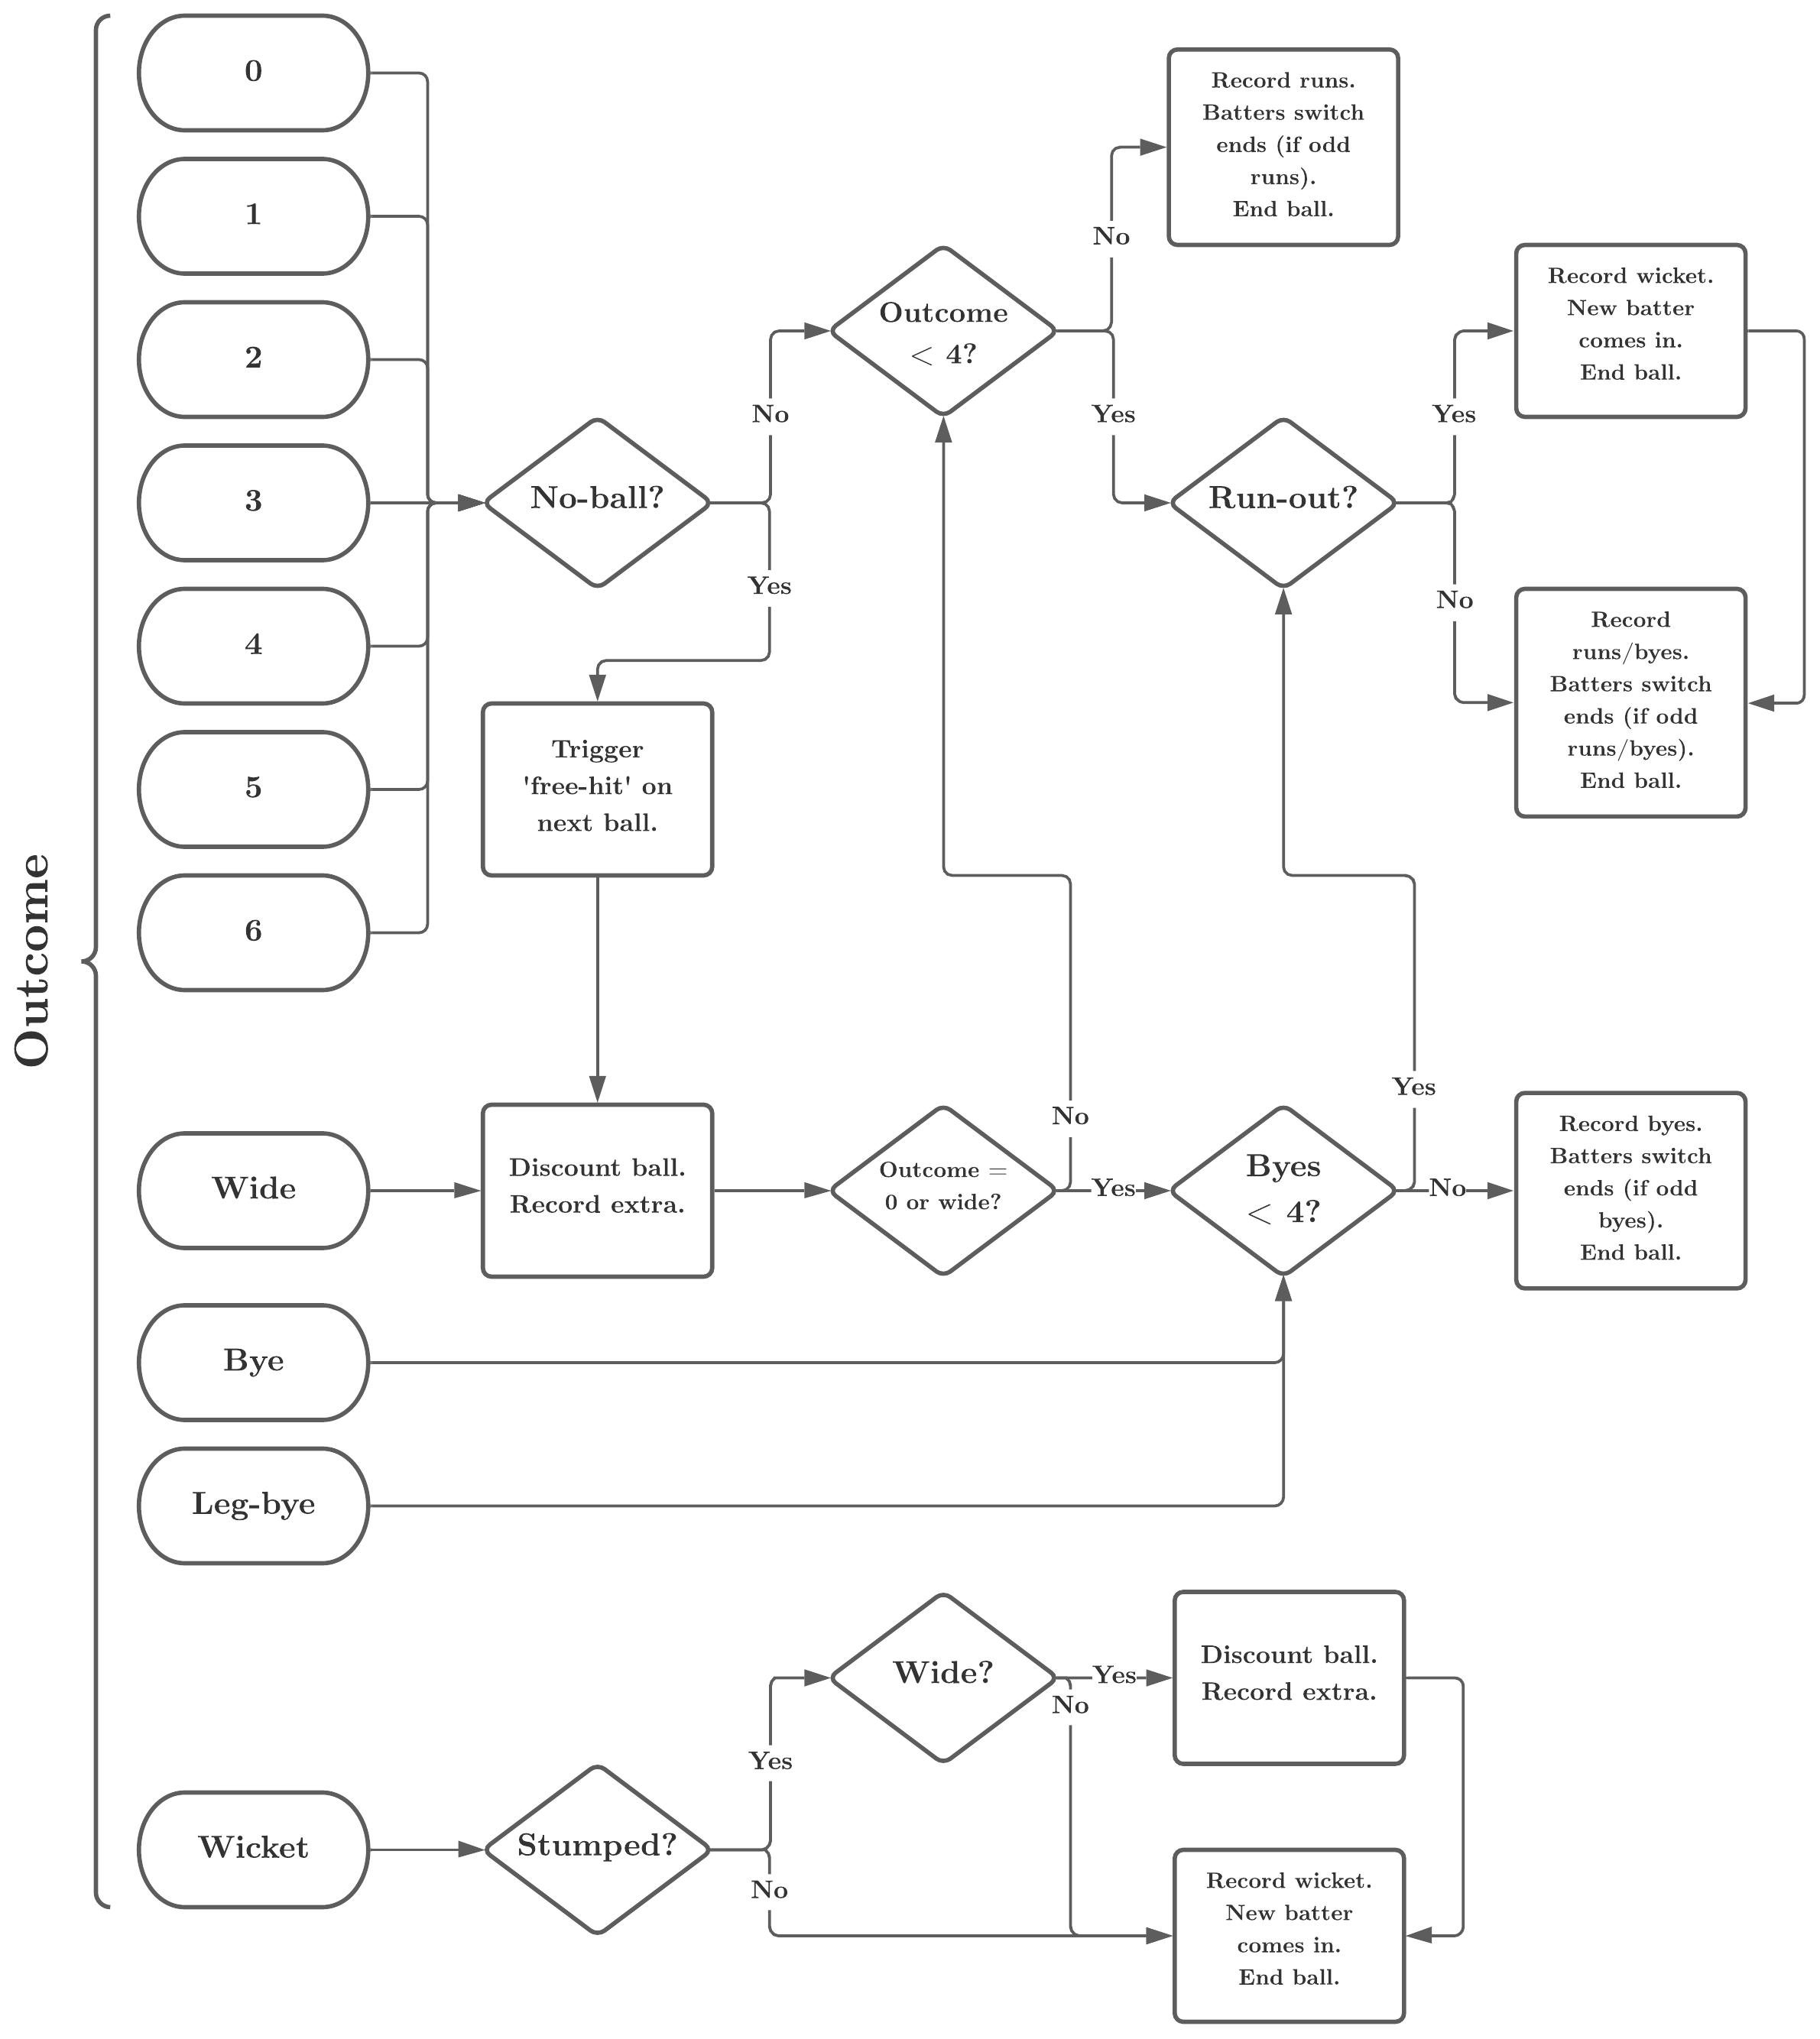 Outcome
0
1
2
3
4
5
6
Wide
Bye
Leg-bye
Wicket
No-ball?
No
Yes
Trigger
'free-hit' on
next ball.
Discount ball.
Record extra.
Outcome
< 4?
No
Yes
Record runs.
Batters switch
ends (if odd
runs).
End ball.
Run-out?
Yes
No
Record wicket.
New batter
comes in.
End ball.
Record
runs/byes.
Batters switch
ends (if odd
runs/byes).
End ball.
Outcome =
0 or wide?
No
Yes
Byes
< 4?
Yes
No
Record byes.
Batters switch
ends (if odd
byes).
End ball.
Stumped?
Yes
No
Wide?
Yes
No
Discount ball.
Record extra.
Record wicket.
New batter
comes in.
End ball.